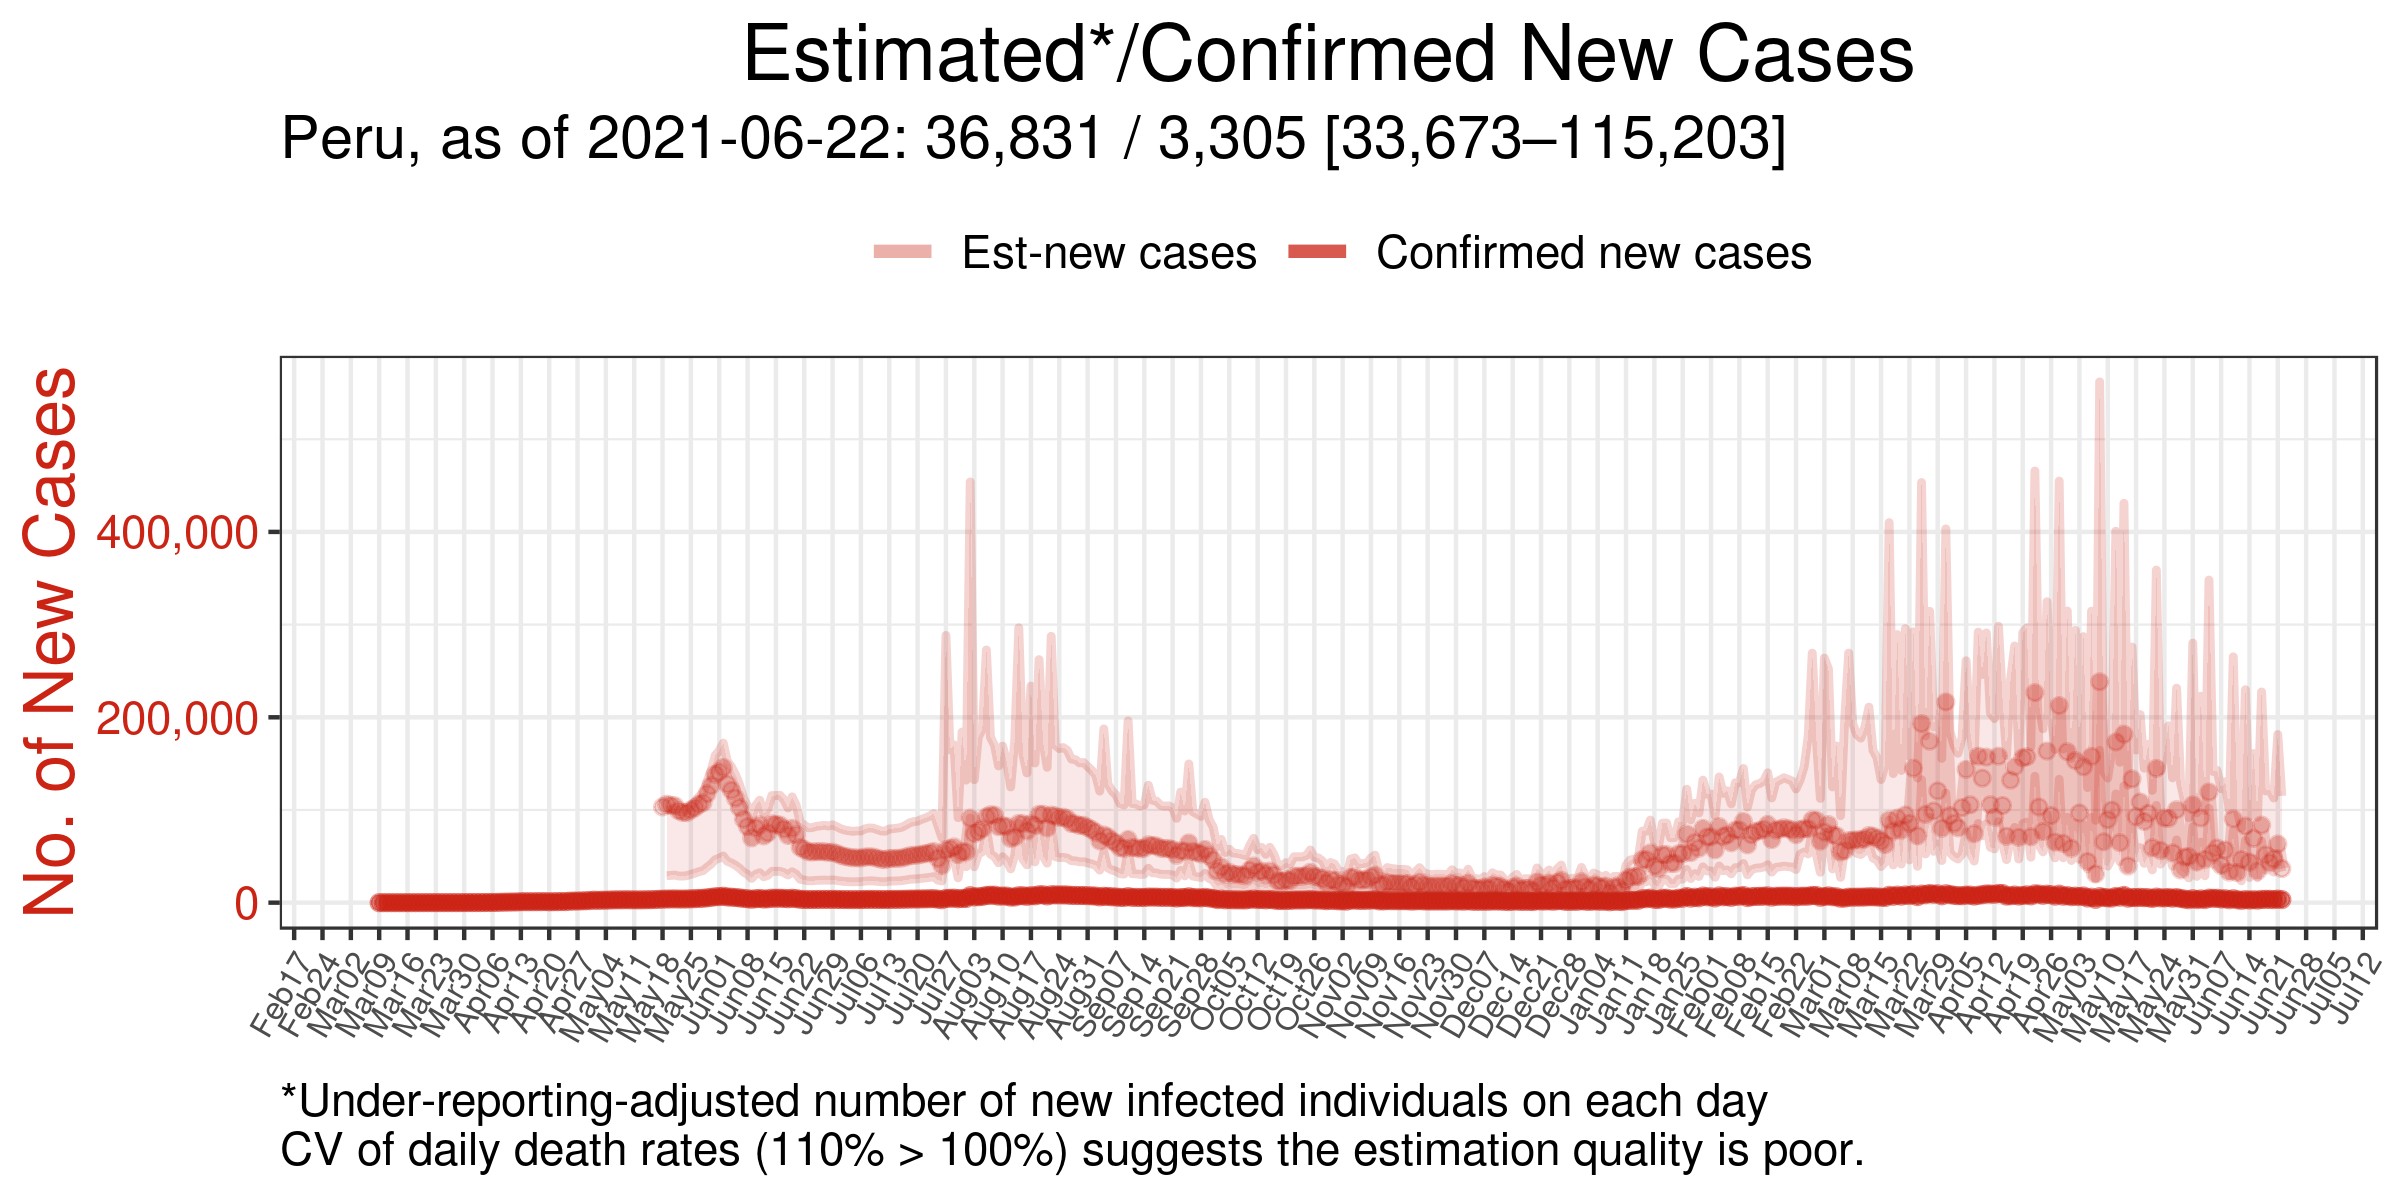 Estimated*/Confirmed New Cases
Peru, as of 2021-06-22: 36,831 / 3,305 [33,673–115,203]
Est-new cases
Confirmed new cases
No. of New Cases
400,000
200,000
0
Feb17
Feb24
Mar02
Mar09
Mar16
Mar23
Mar30
Apr06
Apr13
Apr20
Apr27
May04
May11
May18
May25
Jun01
Jun08
Jun15
Jun22
Jun29
Jul06
Jul13
Jul20
Jul27
Aug03
Aug10
Aug17
Aug24
Aug31
Sep07
Sep14
Sep21
Sep28
Oct05
Oct12
Oct19
Oct26
Nov02
Nov09
Nov16
Nov23
Nov30
Dec07
Dec14
Dec21
Dec28
Jan04
Jan11
Jan18
Jan25
Feb01
Feb08
Feb15
Feb22
Mar01
Mar08
Mar15
Mar22
Mar29
Apr05
Apr12
Apr19
Apr26
May03
May10
May17
May24
May31
Jun07
Jun14
Jun21
Jun28
Jul05
Jul12
*Under-reporting-adjusted number of new infected individuals on each day
CV of daily death rates (110% > 100%) suggests the estimation quality is poor.